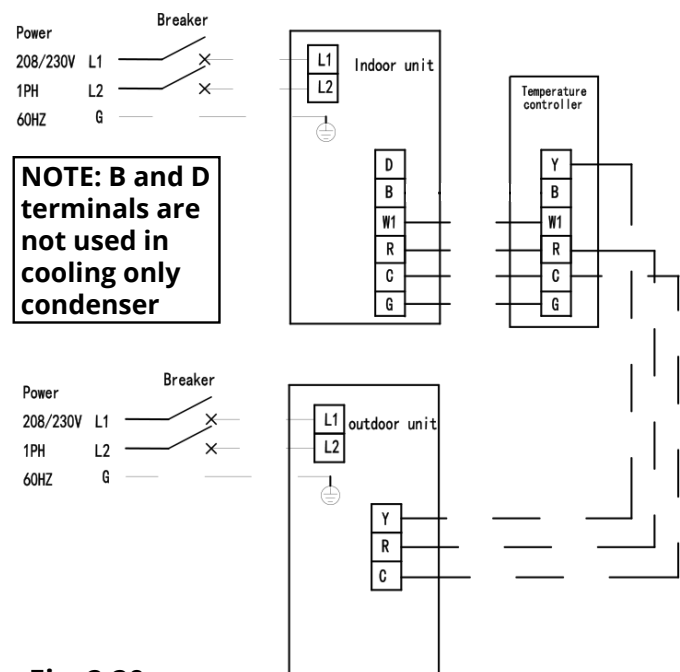 Power
Breaker
208/230V L1
1PH L2
60HZ G
L1
L2
Indoor unit
D
B
W1
R
C
G
Temperature
controller
Y
B
W1
R
C
G
NOTE: B and D
terminals are
not used in
cooling only
condenser
Power
Breaker
208/230V L1
1PH L2
60HZ G
L1
L2
outdoor unit
Y
R
C